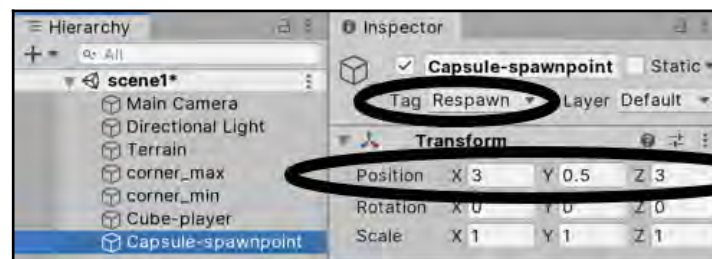 Hierarchy
All
scene1*
Main Camera
Directional Light
Terrain
corner_max
corner_min
Cube-player
Capsule-spawnpoint
Inspector
Capsule-spawnpoint Static
Tag Respawn Layer Default
Transform
Position X 3 Y 0.5 Z 3
Rotation X 0 Y 0 Z 0
Scale X 1 Y 1 Z 1